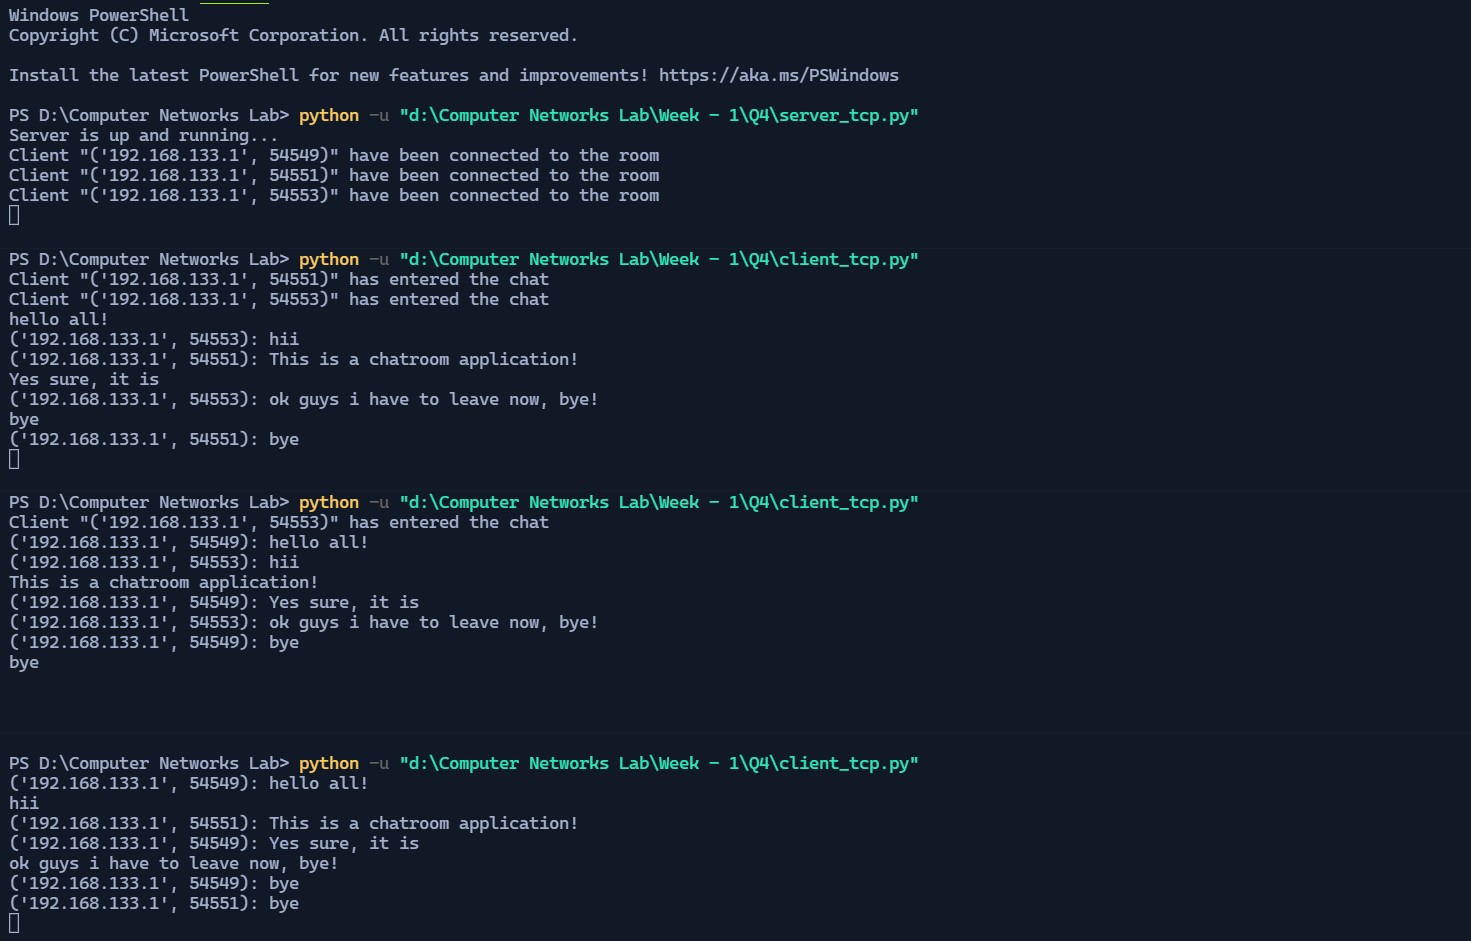 Windows PowerShell
Copyright (C) Microsoft Corporation. All rights reserved.
Install the latest PowerShell for new features and improvements! https://aka.ms/PSWindows
PS D:\Computer Networks Lab> python -u "d:\Computer Networks Lab\Week - 1\Q4\server_tcp.py"
Server is up and running...
Client "('192.168.133.1', 54549)" have been connected to the room
Client "('192.168.133.1', 54551)" have been connected to the room
Client "('192.168.133.1', 54553)" have been connected to the room
PS D:\Computer Networks Lab> python -u "d:\Computer Networks Lab\Week - 1\Q4\client_tcp.py"
Client "('192.168.133.1', 54551)" has entered the chat
Client "('192.168.133.1', 54553)" has entered the chat
hello all!
('192.168.133.1', 54553): hii
('192.168.133.1', 54551): This is a chatroom application!
Yes sure, it is
('192.168.133.1', 54553): ok guys i have to leave now, bye!
bye
('192.168.133.1', 54551): bye
PS D:\Computer Networks Lab> python -u "d:\Computer Networks Lab\Week - 1\Q4\client_tcp.py"
Client "('192.168.133.1', 54553)" has entered the chat
('192.168.133.1', 54549): hello all!
('192.168.133.1', 54553): hii
This is a chatroom application!
('192.168.133.1', 54549): Yes sure, it is
('192.168.133.1', 54553): ok guys i have to leave now, bye!
('192.168.133.1', 54549): bye
bye
PS D:\Computer Networks Lab> python -u "d:\Computer Networks Lab\Week - 1\Q4\client_tcp.py"
('192.168.133.1', 54549): hello all!
hii
('192.168.133.1', 54551): This is a chatroom application!
('192.168.133.1', 54549): Yes sure, it is
ok guys i have to leave now, bye!
('192.168.133.1', 54549): bye
('192.168.133.1', 54551): bye